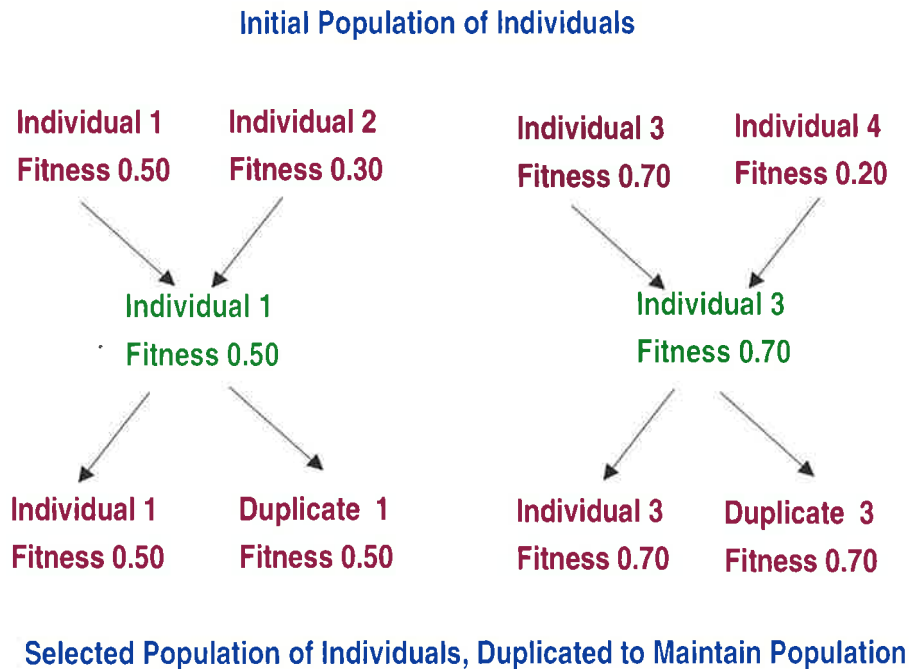 Initial Population of Individuals
Individual 1
Fitness 0.50
Individual 2
Fitness 0.30
Individual 3
Fitness 0.70
Individual 4
Fitness 0.20
Individual 1
Fitness 0.50
Individual 3
Fitness 0.70
Individual 1
Fitness 0.50
Duplicate 1
Fitness 0.50
Individual 3
Fitness 0.70
Duplicate 3
Fitness 0.70
Selected Population of Individuals, Duplicated to Maintain Population